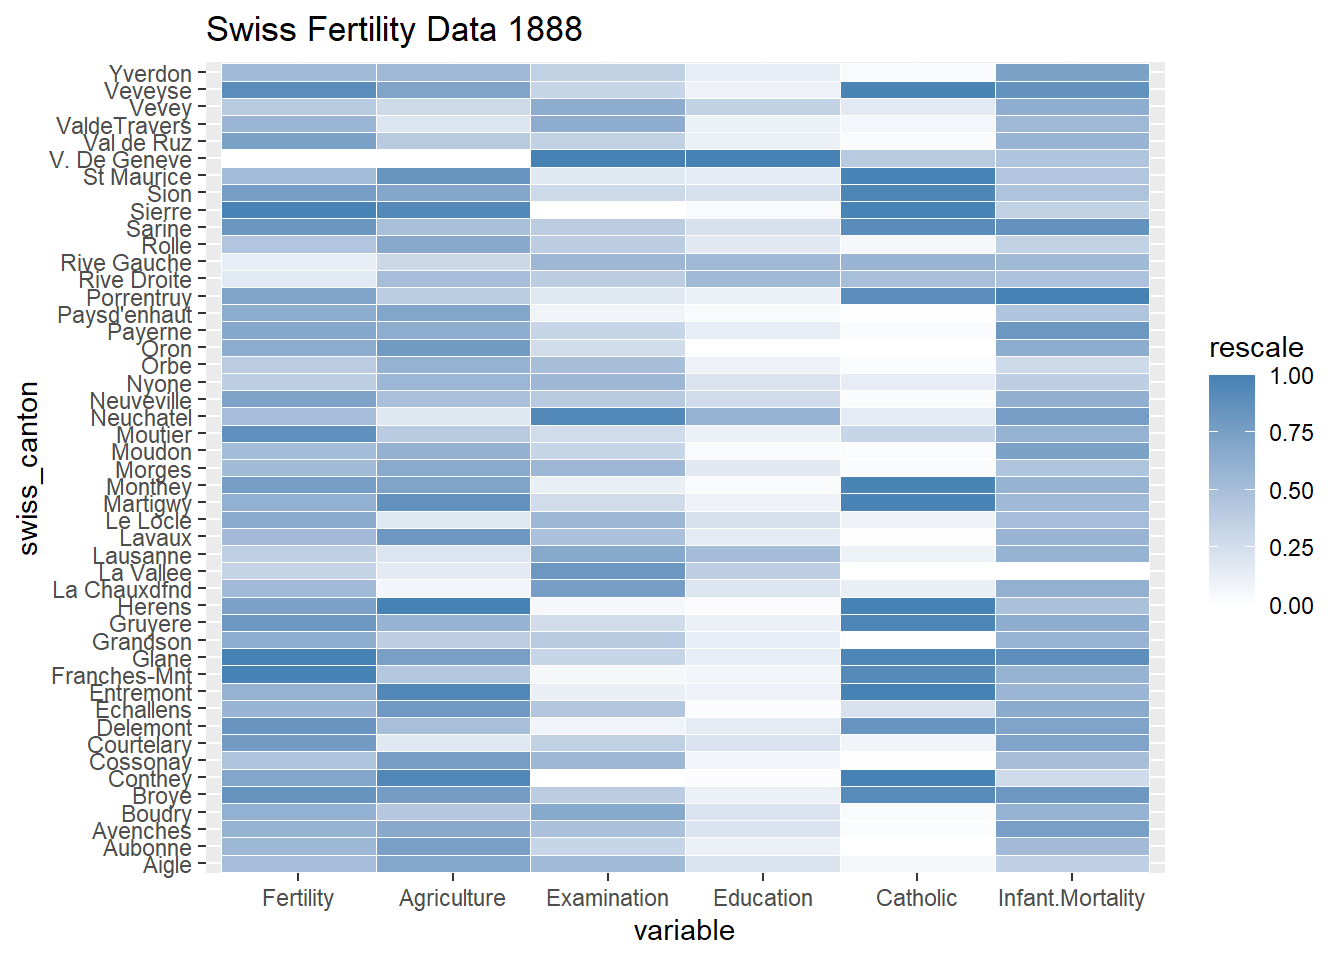 Swiss Fertility Data 1888
Yverdon
Veveyse
Vevey
ValdeTravers
Val de Ruz
V. De Geneve
St Maurice
Sion
Sierre
Sarine
Rolle
Rive Gauche
Rive Droite
Porrentruy
Paysd'enhaut
Payerne
Oron
Orbe
Nyone
Neuveville
Neuchatel
Moutier
Moudon
Morges
Monthey
Martigwy
Le Locle
Lavaux
Lausanne
La Vallee
La Chauxdfnd
Herens
Gruyere
Grandson
Glane
Franches-Mnt
Entremont
Echallens
Delemont
Courtelary
Cossonay
Conthey
Broye
Boudry
Avenches
Aubonne
Aigle
swiss_canton
Fertility Agriculture Examination Education Catholic Infant.Mortality
variable
rescale
1.00
0.75
0.50
0.25
0.00